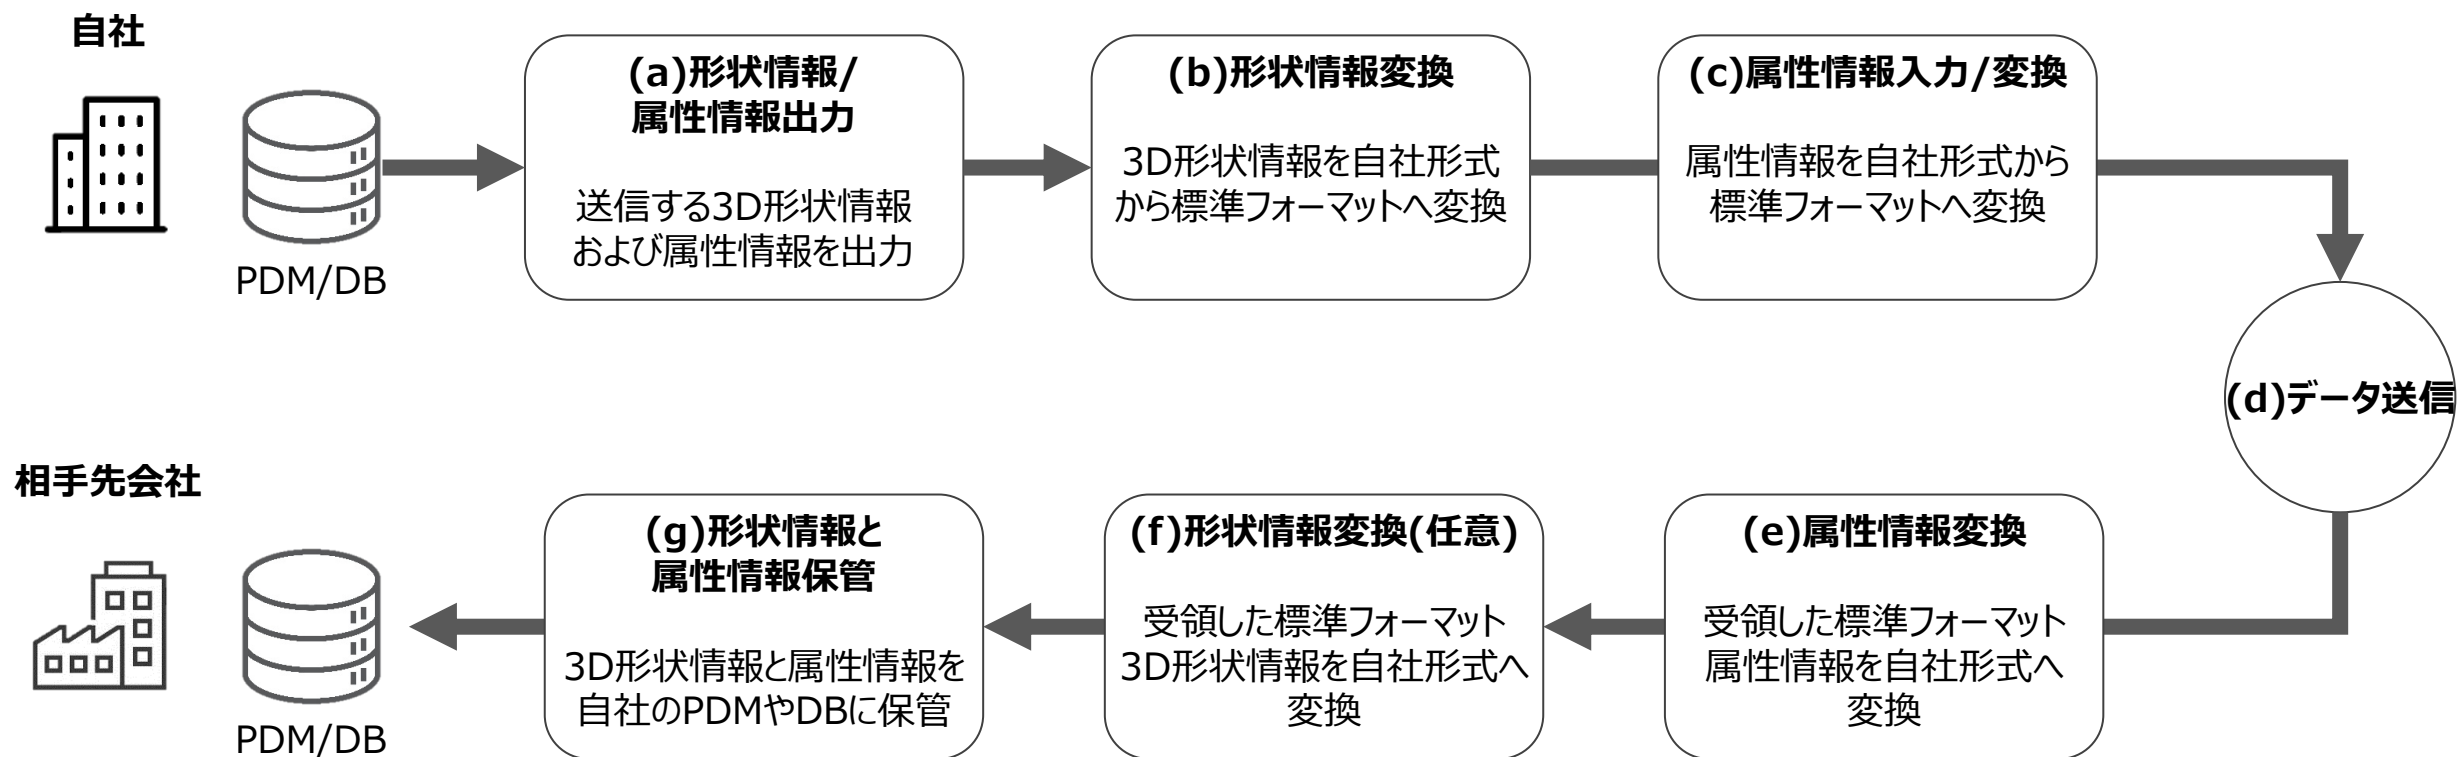 自社
PDM/DB
(a)形状情報/
属性情報出力
送信する3D形状情報
および属性情報を出力
(b)形状情報変換
3D形状情報を自社形式
から標準フォーマットへ変換
(c)属性情報入力/変換
属性情報を自社形式から
標準フォーマットへ変換
(d)データ送信
(e)属性情報変換
受領した標準フォーマット
属性情報を自社形式へ
変換
(f)形状情報変換(任意)
受領した標準フォーマット
3D形状情報を自社形式へ
変換
(g)形状情報と
属性情報保管
3D形状情報と属性情報を
自社のPDMやDBに保管
相手先会社
PDM/DB